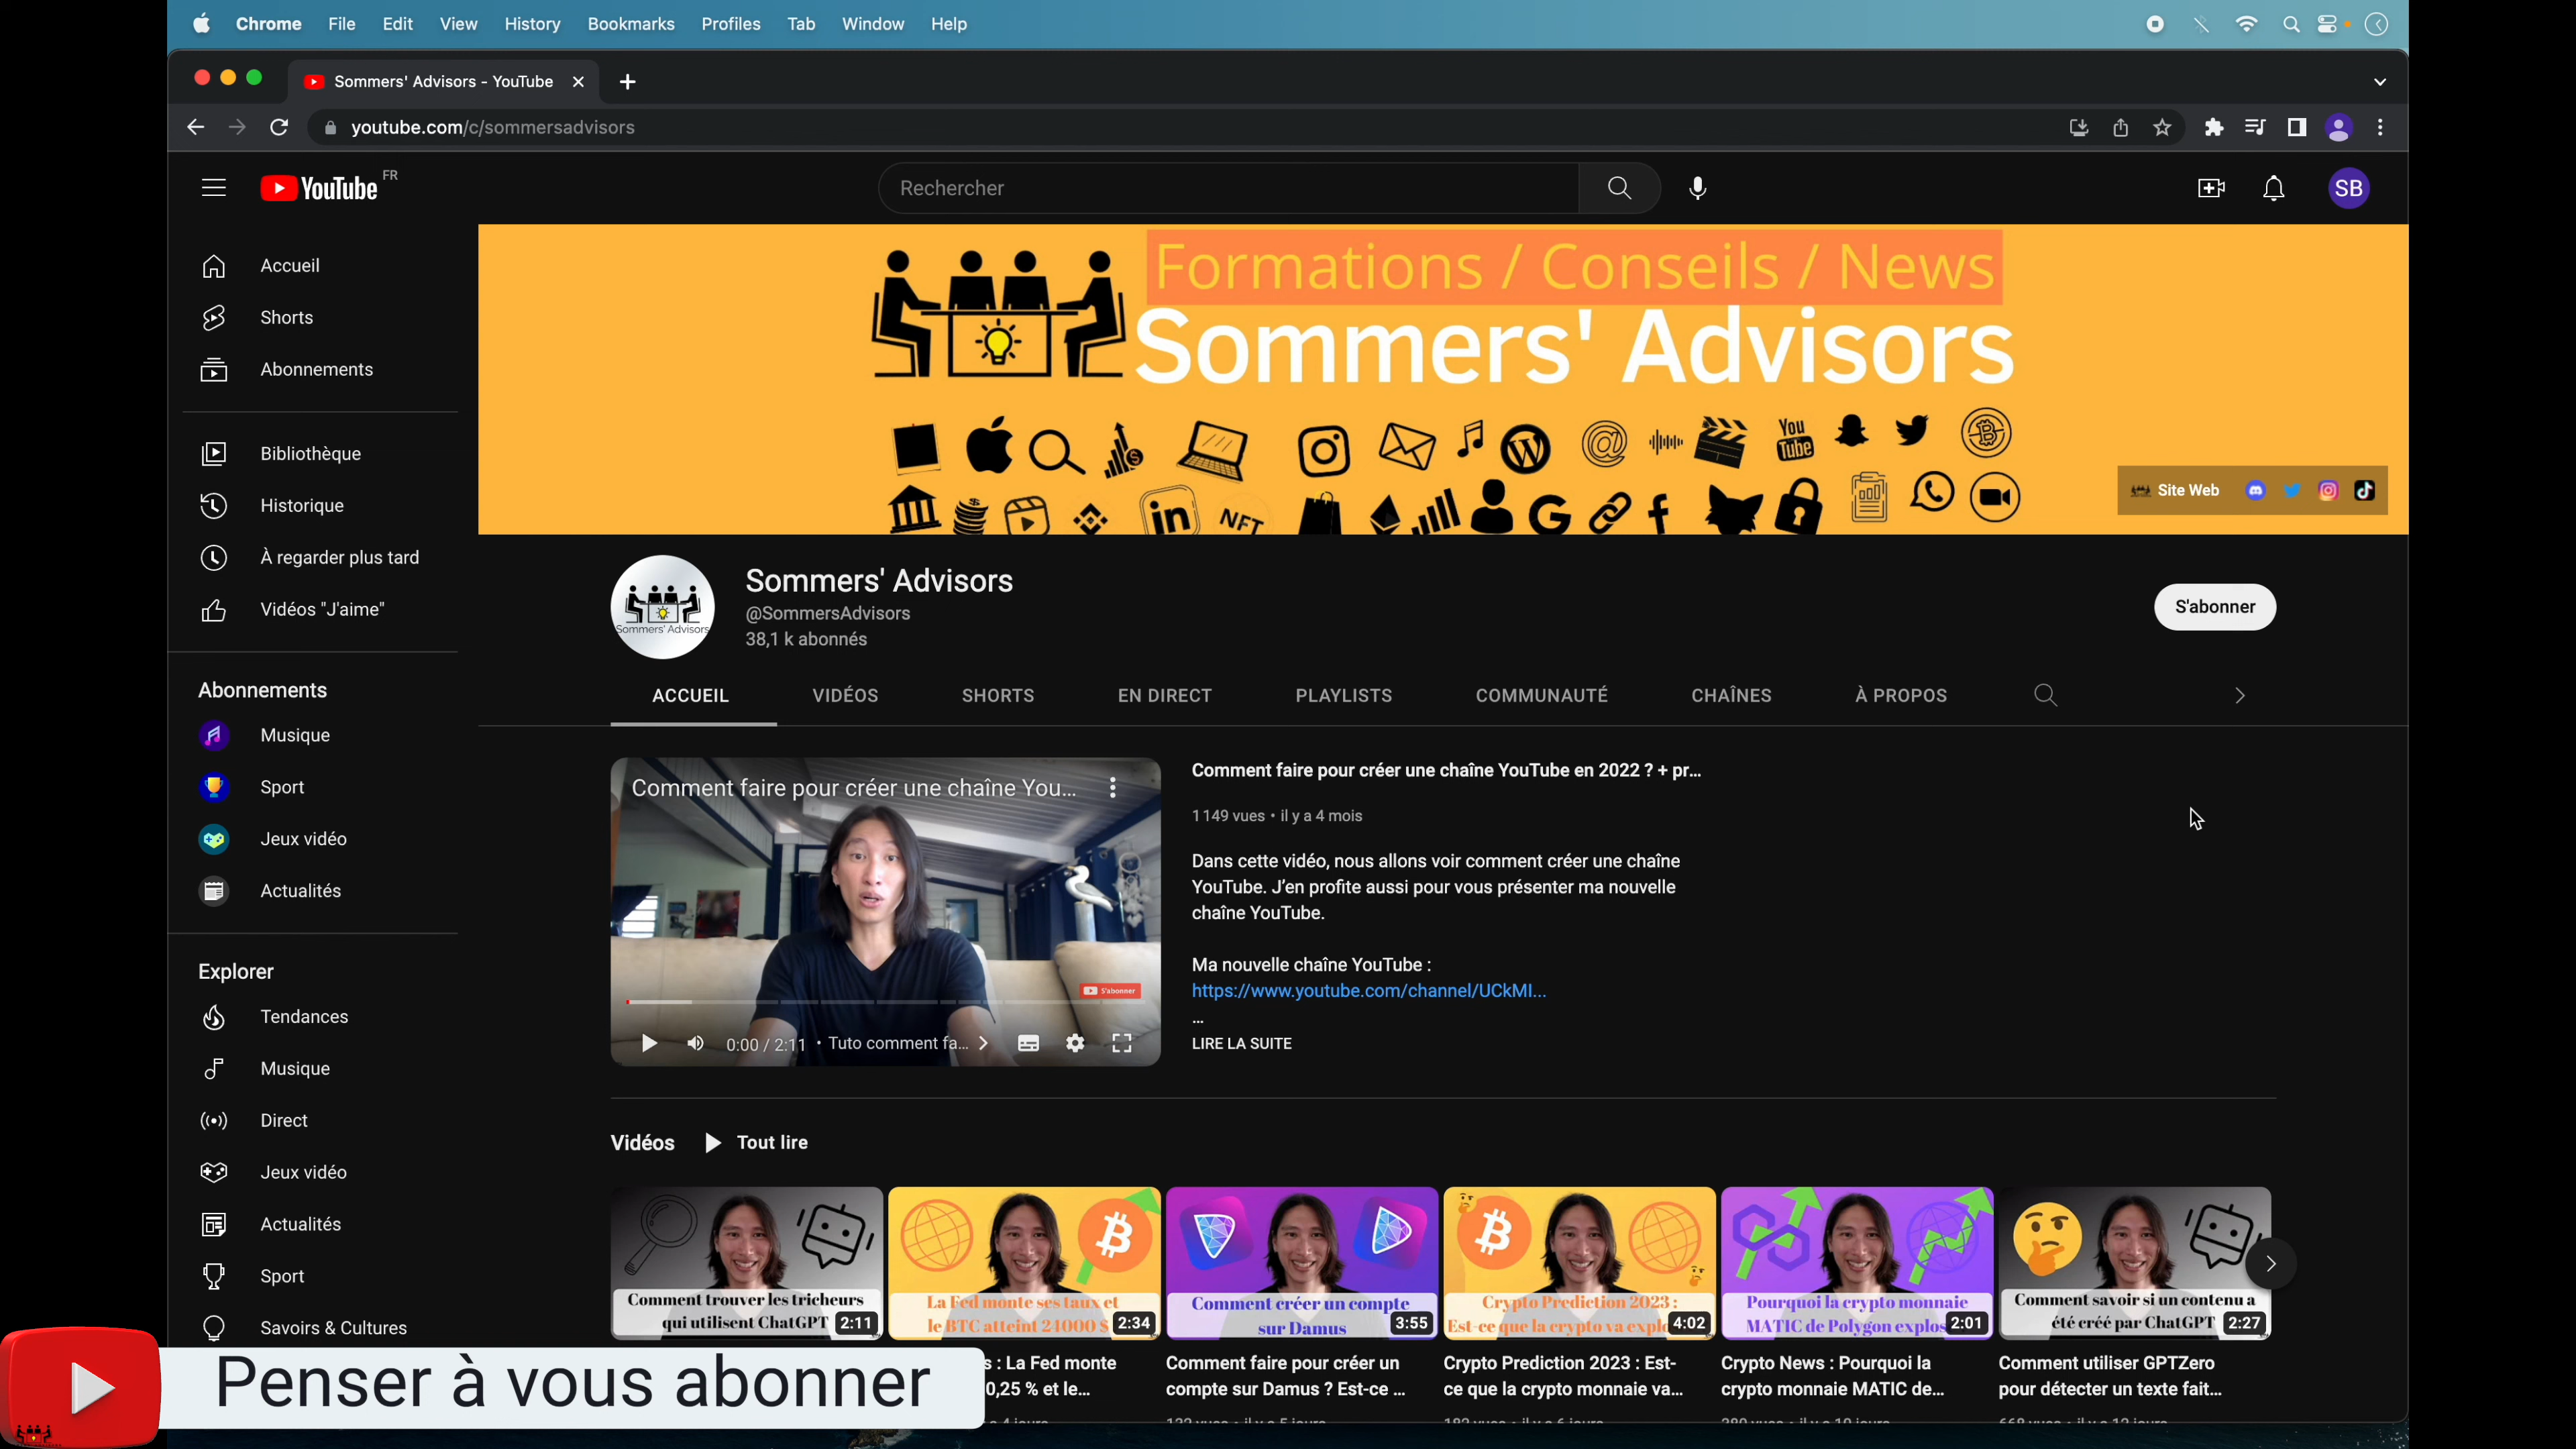 Chrome File Edit View History Bookmarks Profiles Tab Window Help
Sommers' Advisors - YouTube
youtube.com/c/sommersadvisors
YouTube FR
Rechercher
SB
Accueil
Shorts
Abonnements
Bibliothèque
Historique
À regarder plus tard
Vidéos "J'aime"
Abonnements
Musique
Sport
Jeux vidéo
Actualités
Explorer
Tendances
Musique
Direct
Jeux vidéo
Actualités
Sport
Savoirs & Cultures
Formations / Conseils / News
Sommers' Advisors
You
Tube
in
NFT
Site Web
Sommers' Advisors
Sommers' Advisors
@SommersAdvisors
38,1 k abonnés
S'abonner
ACCUEIL VIDÉOS SHORTS EN DIRECT PLAYLISTS COMMUNAUTÉ CHAÎNES À PROPOS
Comment faire pour créer une chaîne You...
S'abonner
0:00 / 2:11 • Tuto comment fa...
Comment faire pour créer une chaîne YouTube en 2022 ? + pr...
1 149 vues • il y a 4 mois
Dans cette vidéo, nous allons voir comment créer une chaîne
YouTube. J'en profite aussi pour vous présenter ma nouvelle
chaîne YouTube.
Ma nouvelle chaîne YouTube :
https://www.youtube.com/channel/UCkMI...
...
LIRE LA SUITE
Vidéos Tout lire
Comment trouver les tricheurs
qui utilisent ChatGPT 2:11
La Fed monte ses taux et
le BTC atteint 24000 $ 2:34
Comment créer un compte
sur Damus 3:55
Crypto Prediction 2023 :
Est-ce que la crypto va 4:02
Pourquoi la crypto monnaie
MATIC de Polygon 2:01
Comment savoir si un contenu a
été créé par ChatGPT 2:27
s : La Fed monte
0,25 % et le...
Comment faire pour créer un
compte sur Damus ? Est-ce ...
Crypto Prediction 2023 : Est-
ce que la crypto monnaie va...
Crypto News : Pourquoi la
crypto monnaie MATIC de...
Comment utiliser GPTZero
pour détecter un texte fait...
Penser à vous abonner